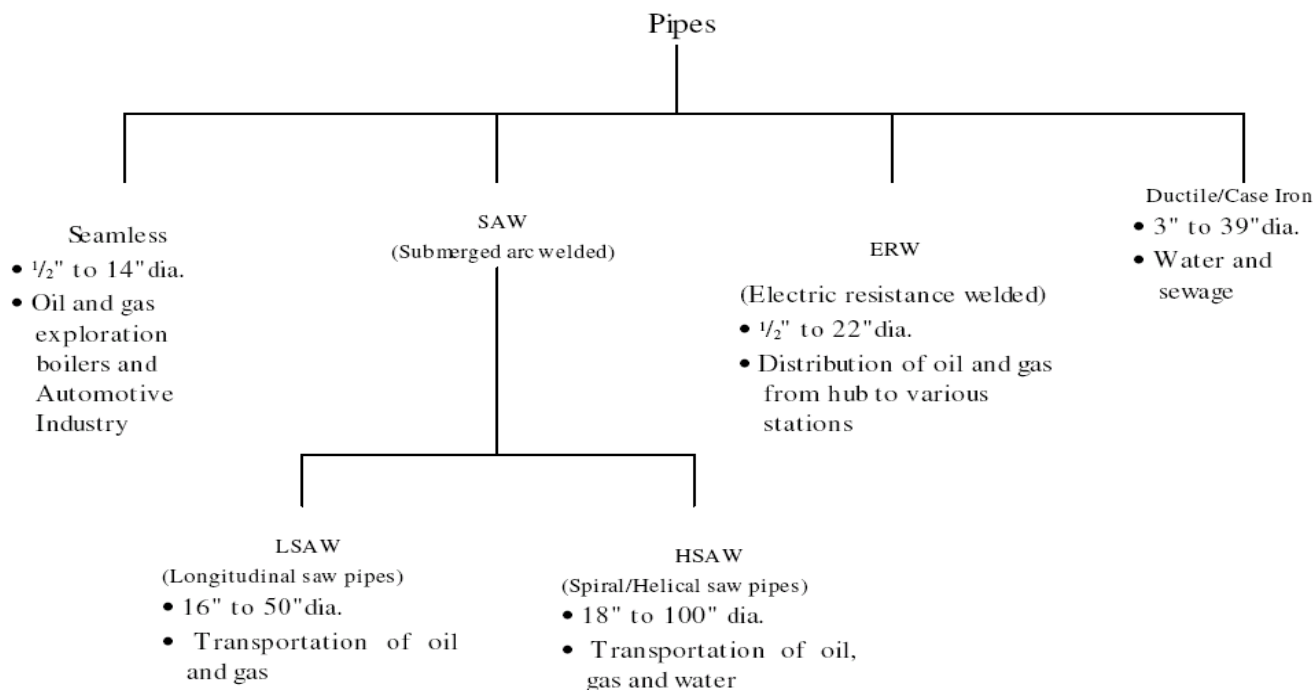 Pipes
Seamless
• ½" to 14"dia.
• Oil and gas
exploration
boilers and
Automotive
Industry
SAW
(Submerged arc welded)
ERW
(Electric resistance welded)
• ½" to 22"dia.
• Distribution of oil and gas
from hub to various
stations
Ductile/Case Iron
• 3" to 39"dia.
• Water and
sewage
LSAW
(Longitudinal saw pipes)
• 16" to 50"dia.
• Transportation of oil
and gas
HSAW
(Spiral/Helical saw pipes)
• 18" to 100" dia.
• Transportation of oil,
gas and water